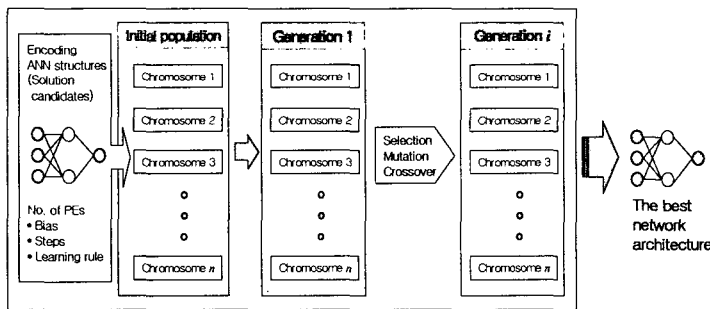 Encoding
ANN structures
(Solution
candidates)
No. of PEs
• Bias
• Steps
• Learning rule
Initial population
Chromosome 1
Chromosome 2
Chromosome 3
Chromosome n
Generation 1
Chromosome 1
Chromosome 2
Chromosome 3
Chromosome n
Selection
Mutation
Crossover
Generation i
Chromosome 1
Chromosome 2
Chromosome 3
Chromosome n
The best
network
architecture